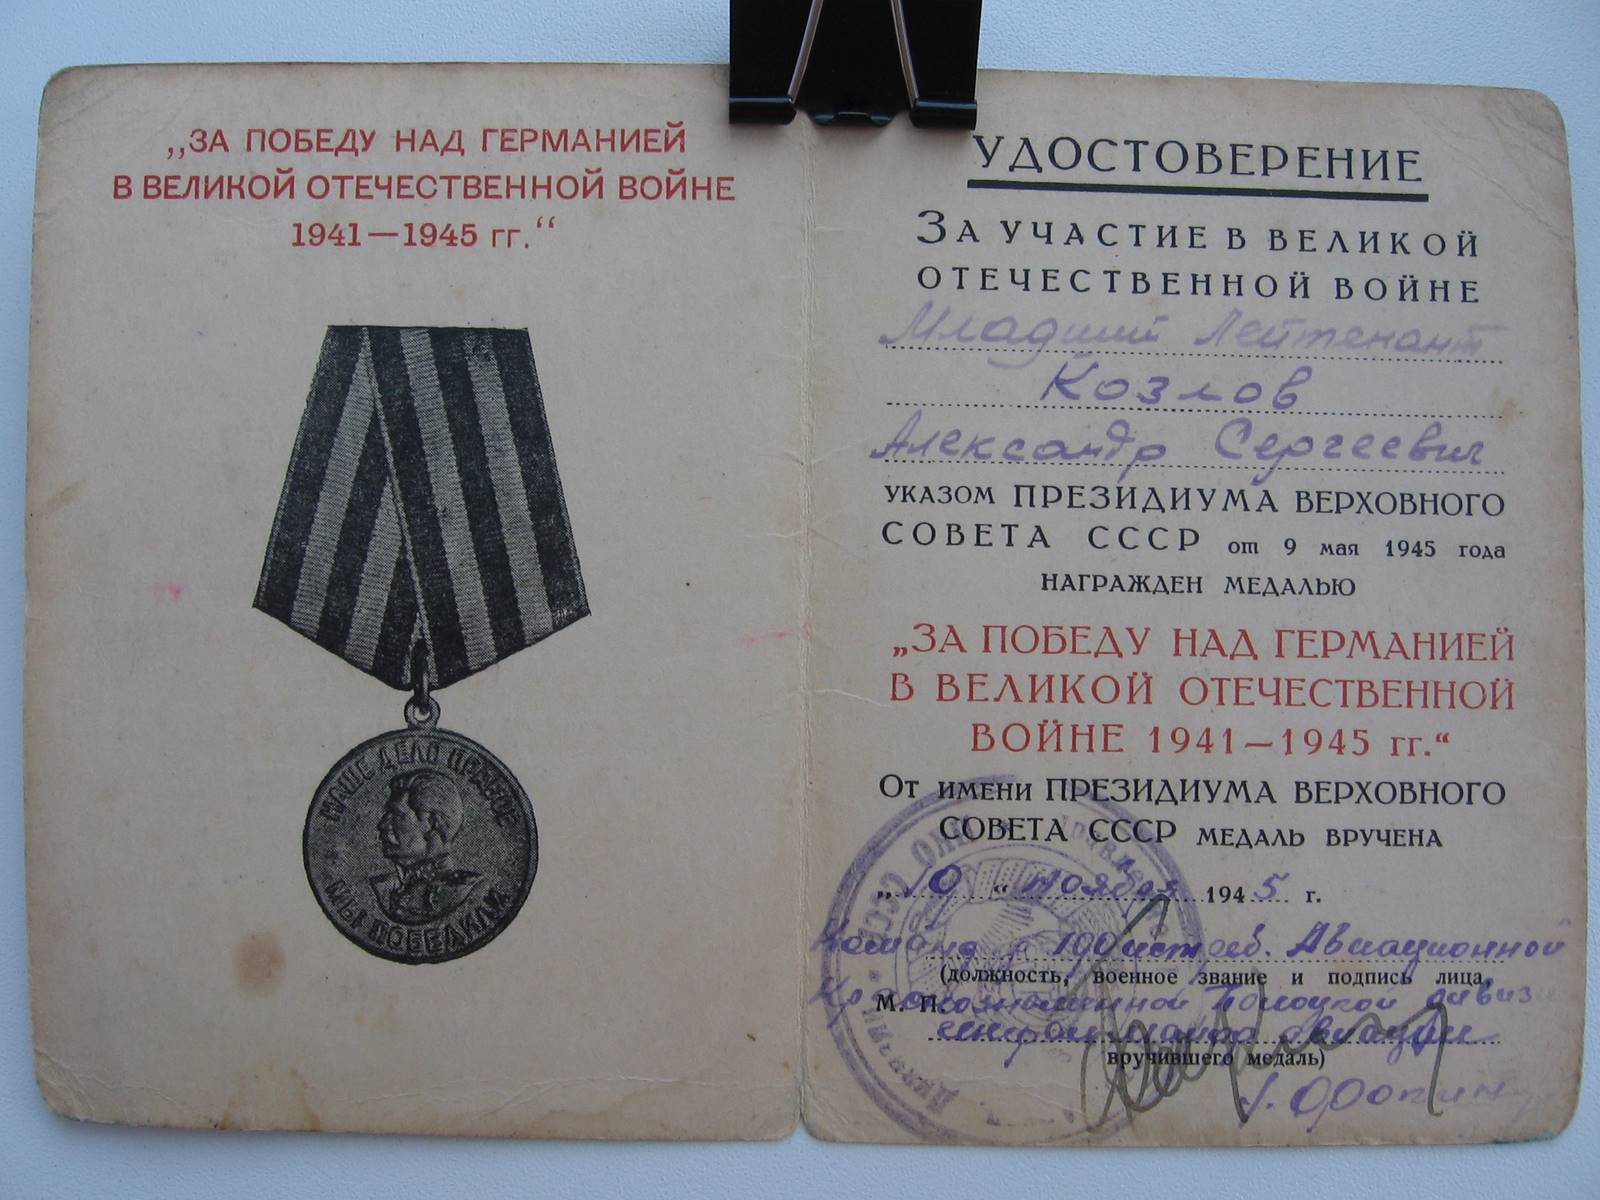 „ЗА ПОБЕДУ НАД ГЕРМАНИЕЙ
В ВЕЛИКОЙ ОТЕЧЕСТВЕННОЙ ВОЙНЕ
1941—1945 гг.“
НАШЕ ДЕЛО ПРАВОЕ
МЫ ПОБЕДИЛИ
УДОСТОВЕРЕНИЕ
ЗА УЧАСТИЕ В ВЕЛИКОЙ
ОТЕЧЕСТВЕННОЙ ВОЙНЕ
Младший Лейтенант
Козлов
Александр Сергеевич
УКАЗОМ ПРЕЗИДИУМА ВЕРХОВНОГО
СОВЕТА СССР от 9 мая 1945 года
НАГРАЖДЕН МЕДАЛЬЮ
„ЗА ПОБЕДУ НАД ГЕРМАНИЕЙ
В ВЕЛИКОЙ ОТЕЧЕСТВЕННОЙ
ВОЙНЕ 1941—1945 гг.“
ОТ ИМЕНИ ПРЕЗИДИУМА ВЕРХОВНОГО
СОВЕТА СССР МЕДАЛЬ ВРУЧЕНА
„10“ ноября 1945 г.
Авиационной
(должность, военное звание и подпись лица,
М. П.
авиации
вручившего медаль)